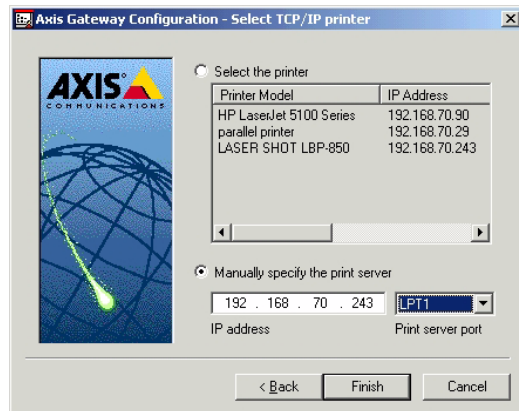 Axis Gateway Configuration - Select TCP/IP printer
AXIS
COMMUNICATIONS
Select the printer
Printer Model IP Address
HP LaserJet 5100 Series 192.168.70.90
parallel printer 192.168.70.29
LASER SHOT LBP-850 192.168.70.243
Manually specify the print server
192 . 168 . 70 . 243 LPT1
IP address Print server port
< Back Finish Cancel